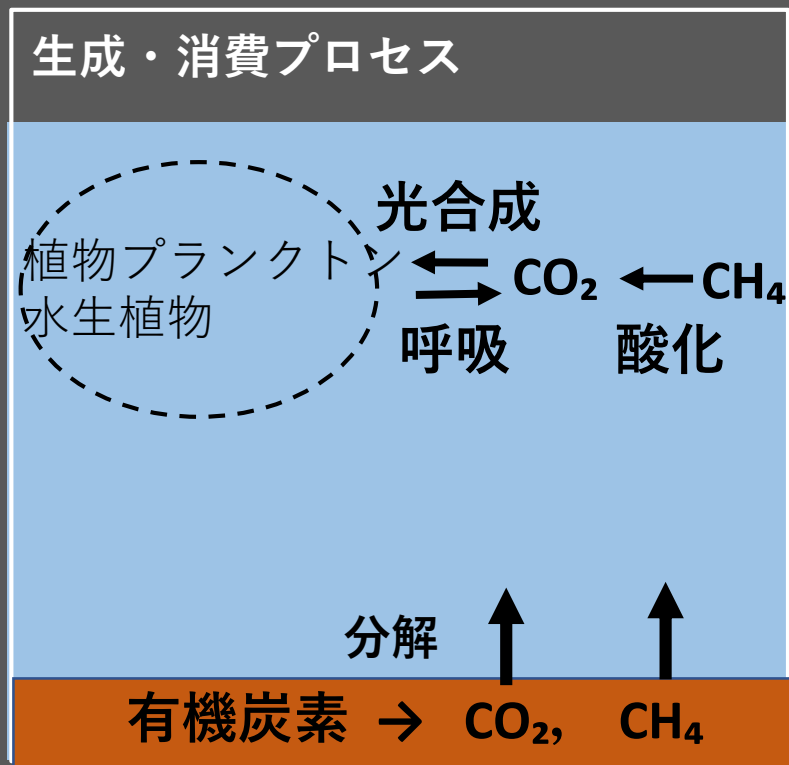 生成・消費プロセス
光合成
植物プランクトン
水生植物
CO₂ ← CH₄
呼吸
酸化
分解
有機炭素 → CO₂, CH₄